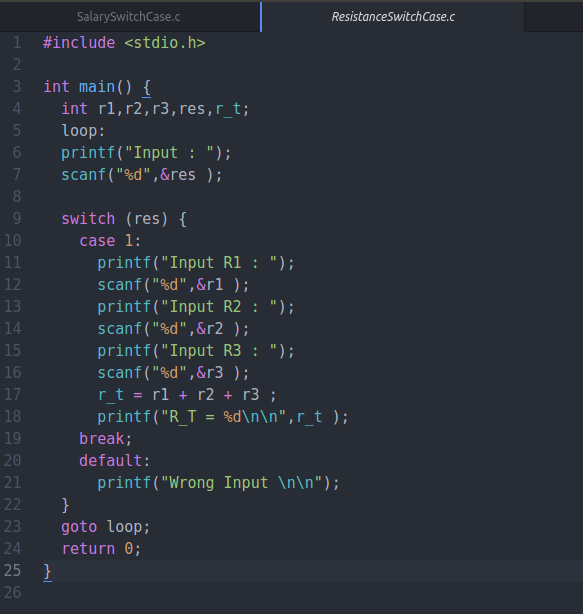 SalarySwitchCase.c
ResistanceSwitchCase.c
1 #include <stdio.h>
2
3 int main() {
4 int r1,r2,r3,res,r_t;
5 loop:
6 printf("Input : ");
7 scanf("%d",&res );
8
9 switch (res) {
10 case 1:
11 printf("Input R1 : ");
12 scanf("%d",&r1 );
13 printf("Input R2 : ");
14 scanf("%d",&r2 );
15 printf("Input R3 : ");
16 scanf("%d",&r3 );
17 r_t = r1 + r2 + r3 ;
18 printf("R_T = %d\n\n",r_t );
19 break;
20 default:
21 printf("Wrong Input \n\n");
22 }
23 goto loop;
24 return 0;
25 }
26